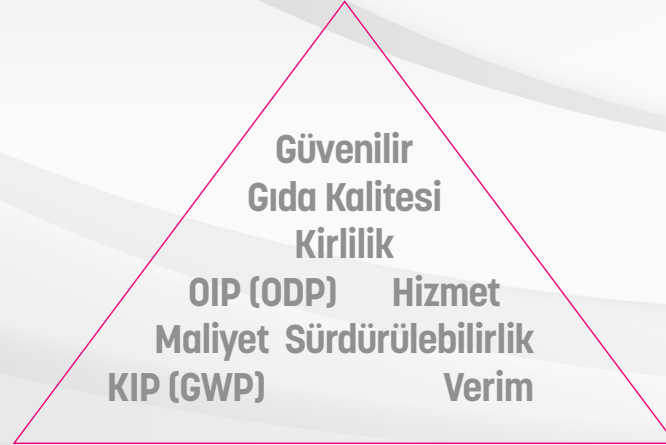 Güvenilir
Gıda Kalitesi
Kirlilik
OIP (ODP) Hizmet
Maliyet Sürdürülebilirlik
KIP (GWP) Verim